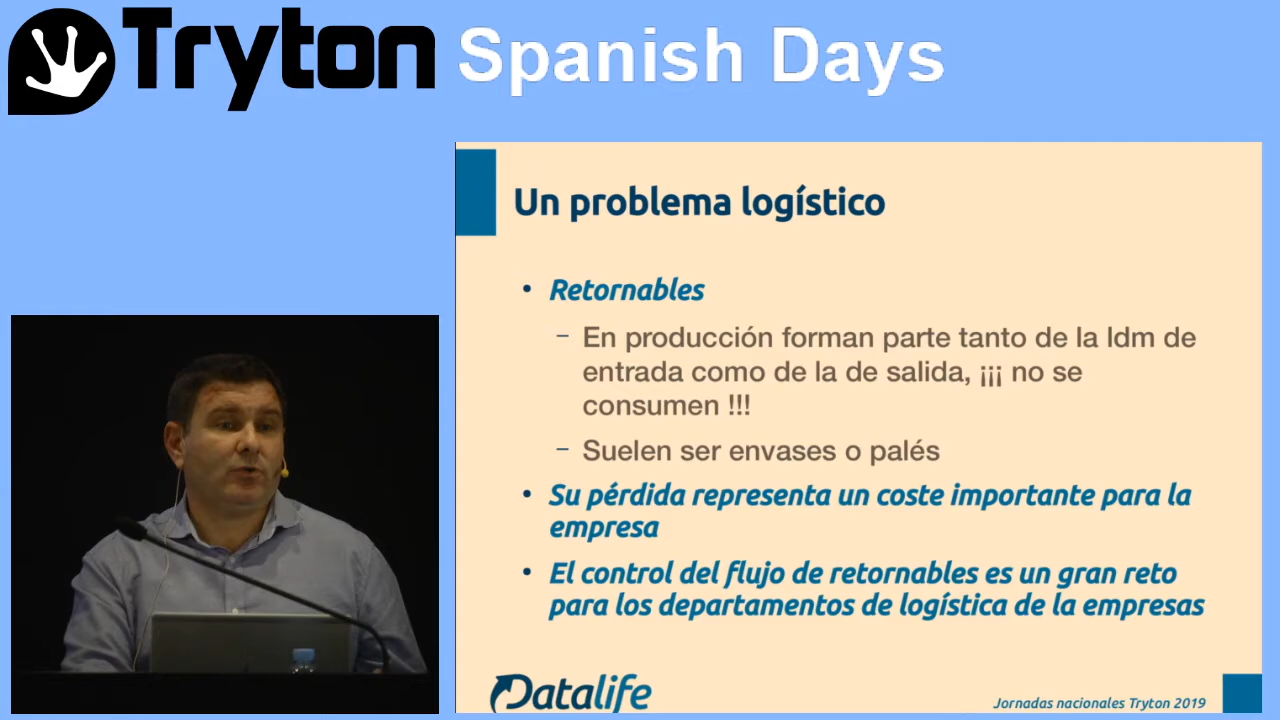 Tryton Spanish Days
Un problema logístico
• Retornables
– En producción forman parte tanto de la ldm de
entrada como de la de salida, ¡¡¡ no se
consumen !!!
– Suelen ser envases o palés
• Su pérdida representa un coste importante para la
empresa
• El control del flujo de retornables es un gran reto
para los departamentos de logística de la empresas
Datalife
Jornadas nacionales Tryton 2019